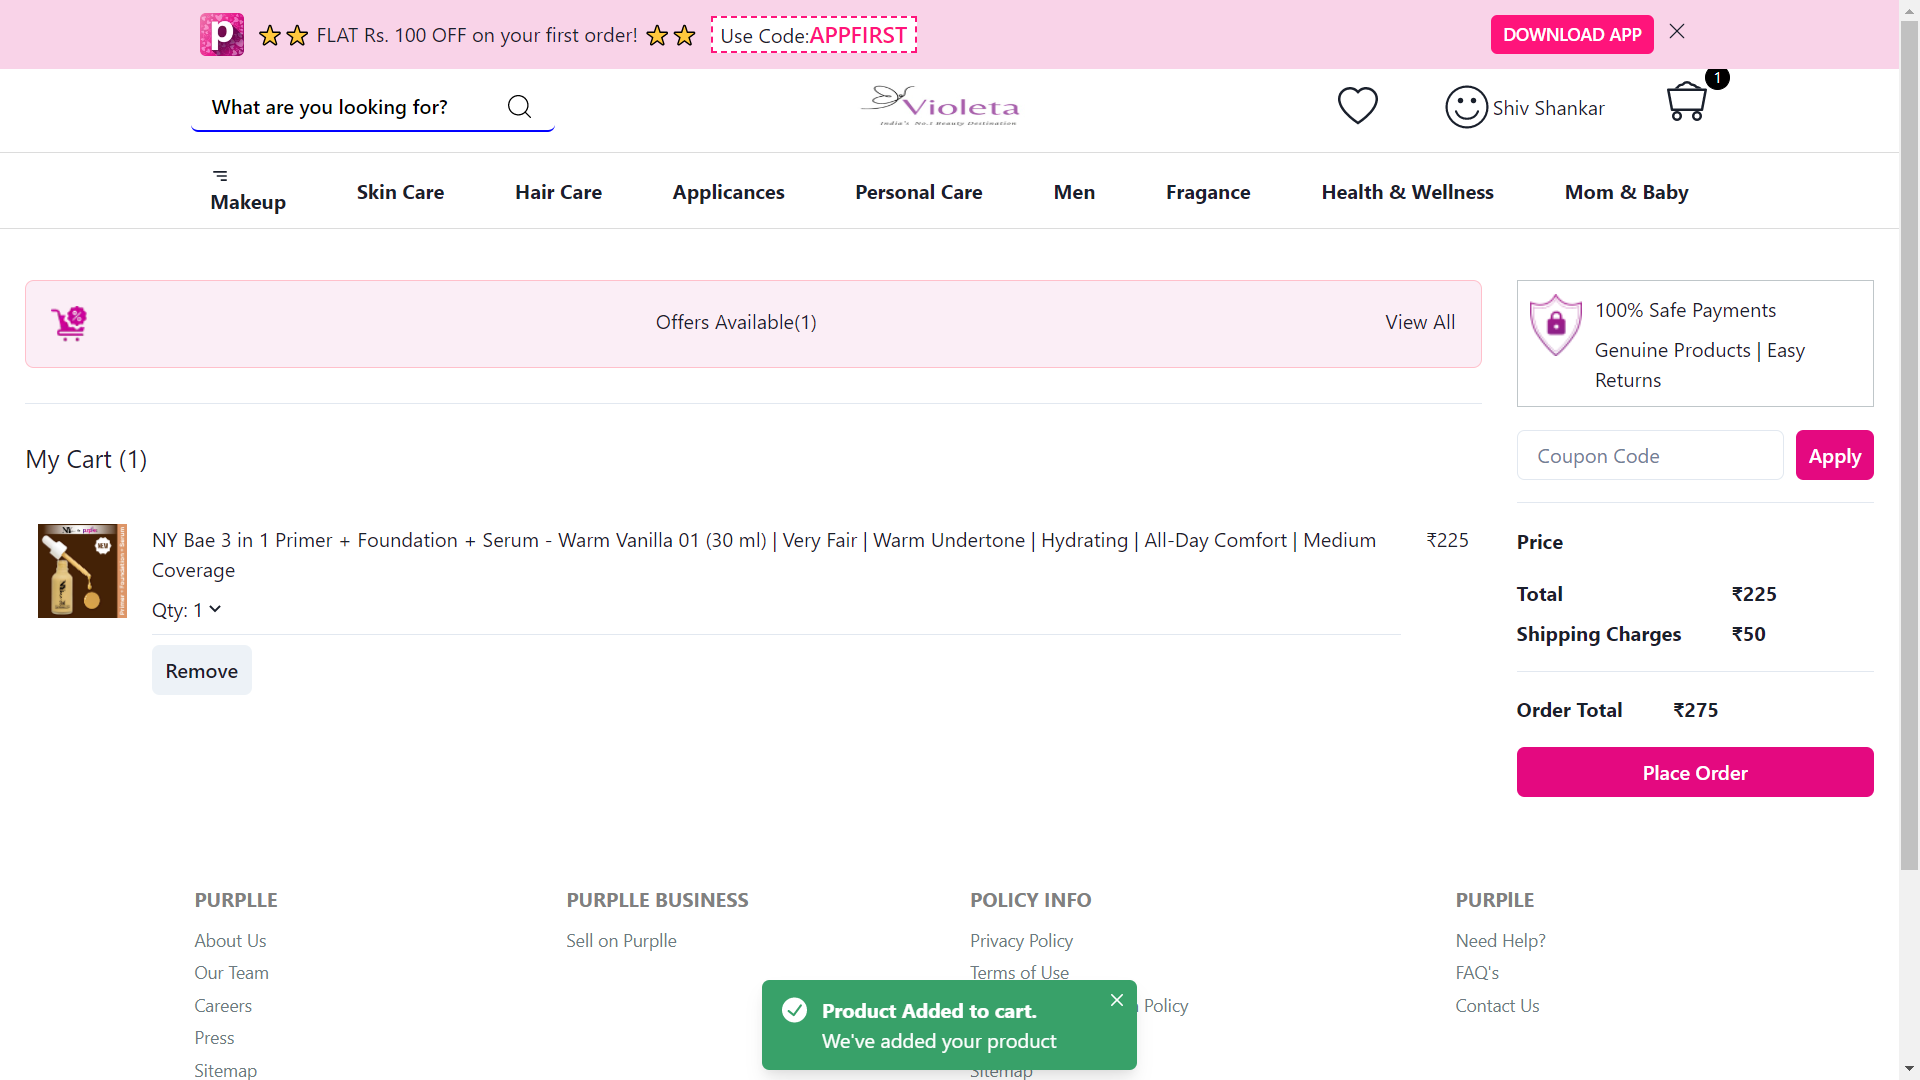 p FLAT Rs. 100 OFF on your first order! Use Code:APPFIRST DOWNLOAD APP
What are you looking for?
Violeta
India's No.1 Beauty Destination
Shiv Shankar
1
Makeup Skin Care Hair Care Applicances Personal Care Men Fragance Health & Wellness Mom & Baby
Offers Available(1) View All
100% Safe Payments
Genuine Products | Easy
Returns
Coupon Code Apply
My Cart (1)
NEW
Primer + Foundation + Serum
NY Bae 3 in 1 Primer + Foundation + Serum - Warm Vanilla 01 (30 ml) | Very Fair | Warm Undertone | Hydrating | All-Day Comfort | Medium
Coverage
₹225
Qty: 1
Remove
Price
Total ₹225
Shipping Charges ₹50
Order Total ₹275
Place Order
PURPLLE
About Us
Our Team
Careers
Press
Sitemap
PURPLLE BUSINESS
Sell on Purplle
POLICY INFO
Privacy Policy
Terms of Use
Policy
Sitemap
PURPlLE
Need Help?
FAQ's
Contact Us
Product Added to cart.
We've added your product